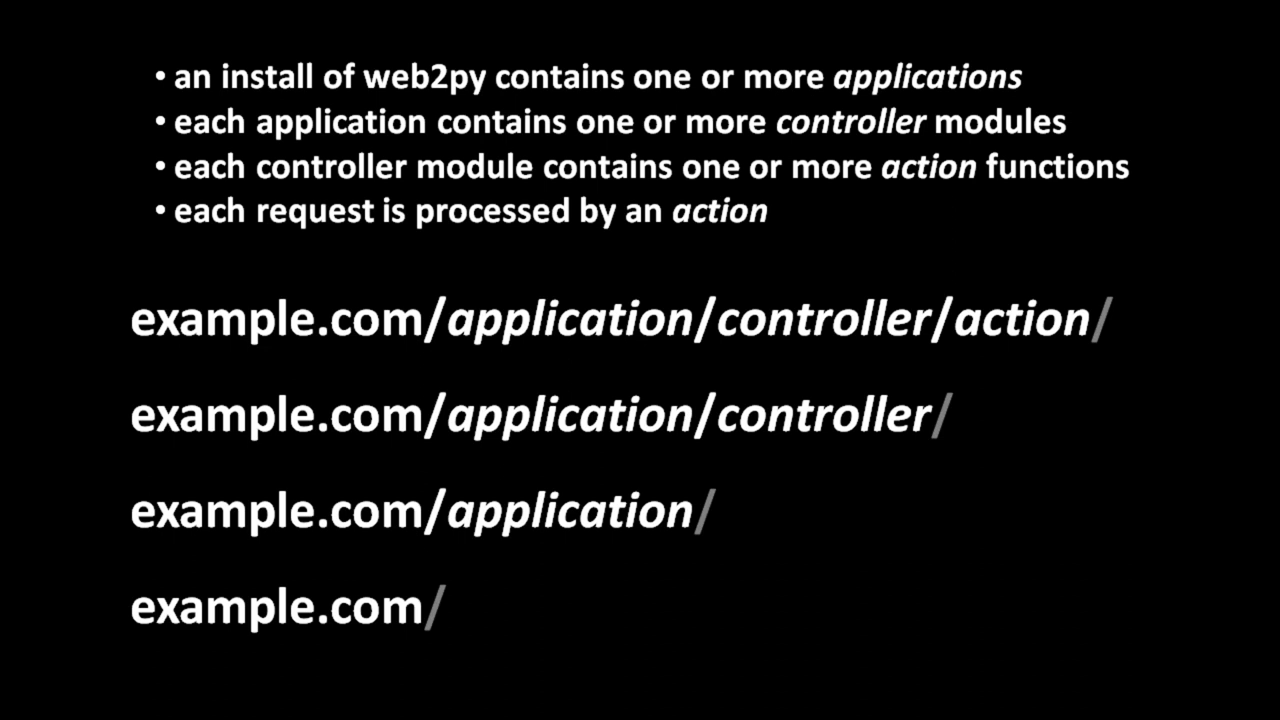 • an install of web2py contains one or more applications
• each application contains one or more controller modules
• each controller module contains one or more action functions
• each request is processed by an action
example.com/application/controller/action/
example.com/application/controller/
example.com/application/
example.com/